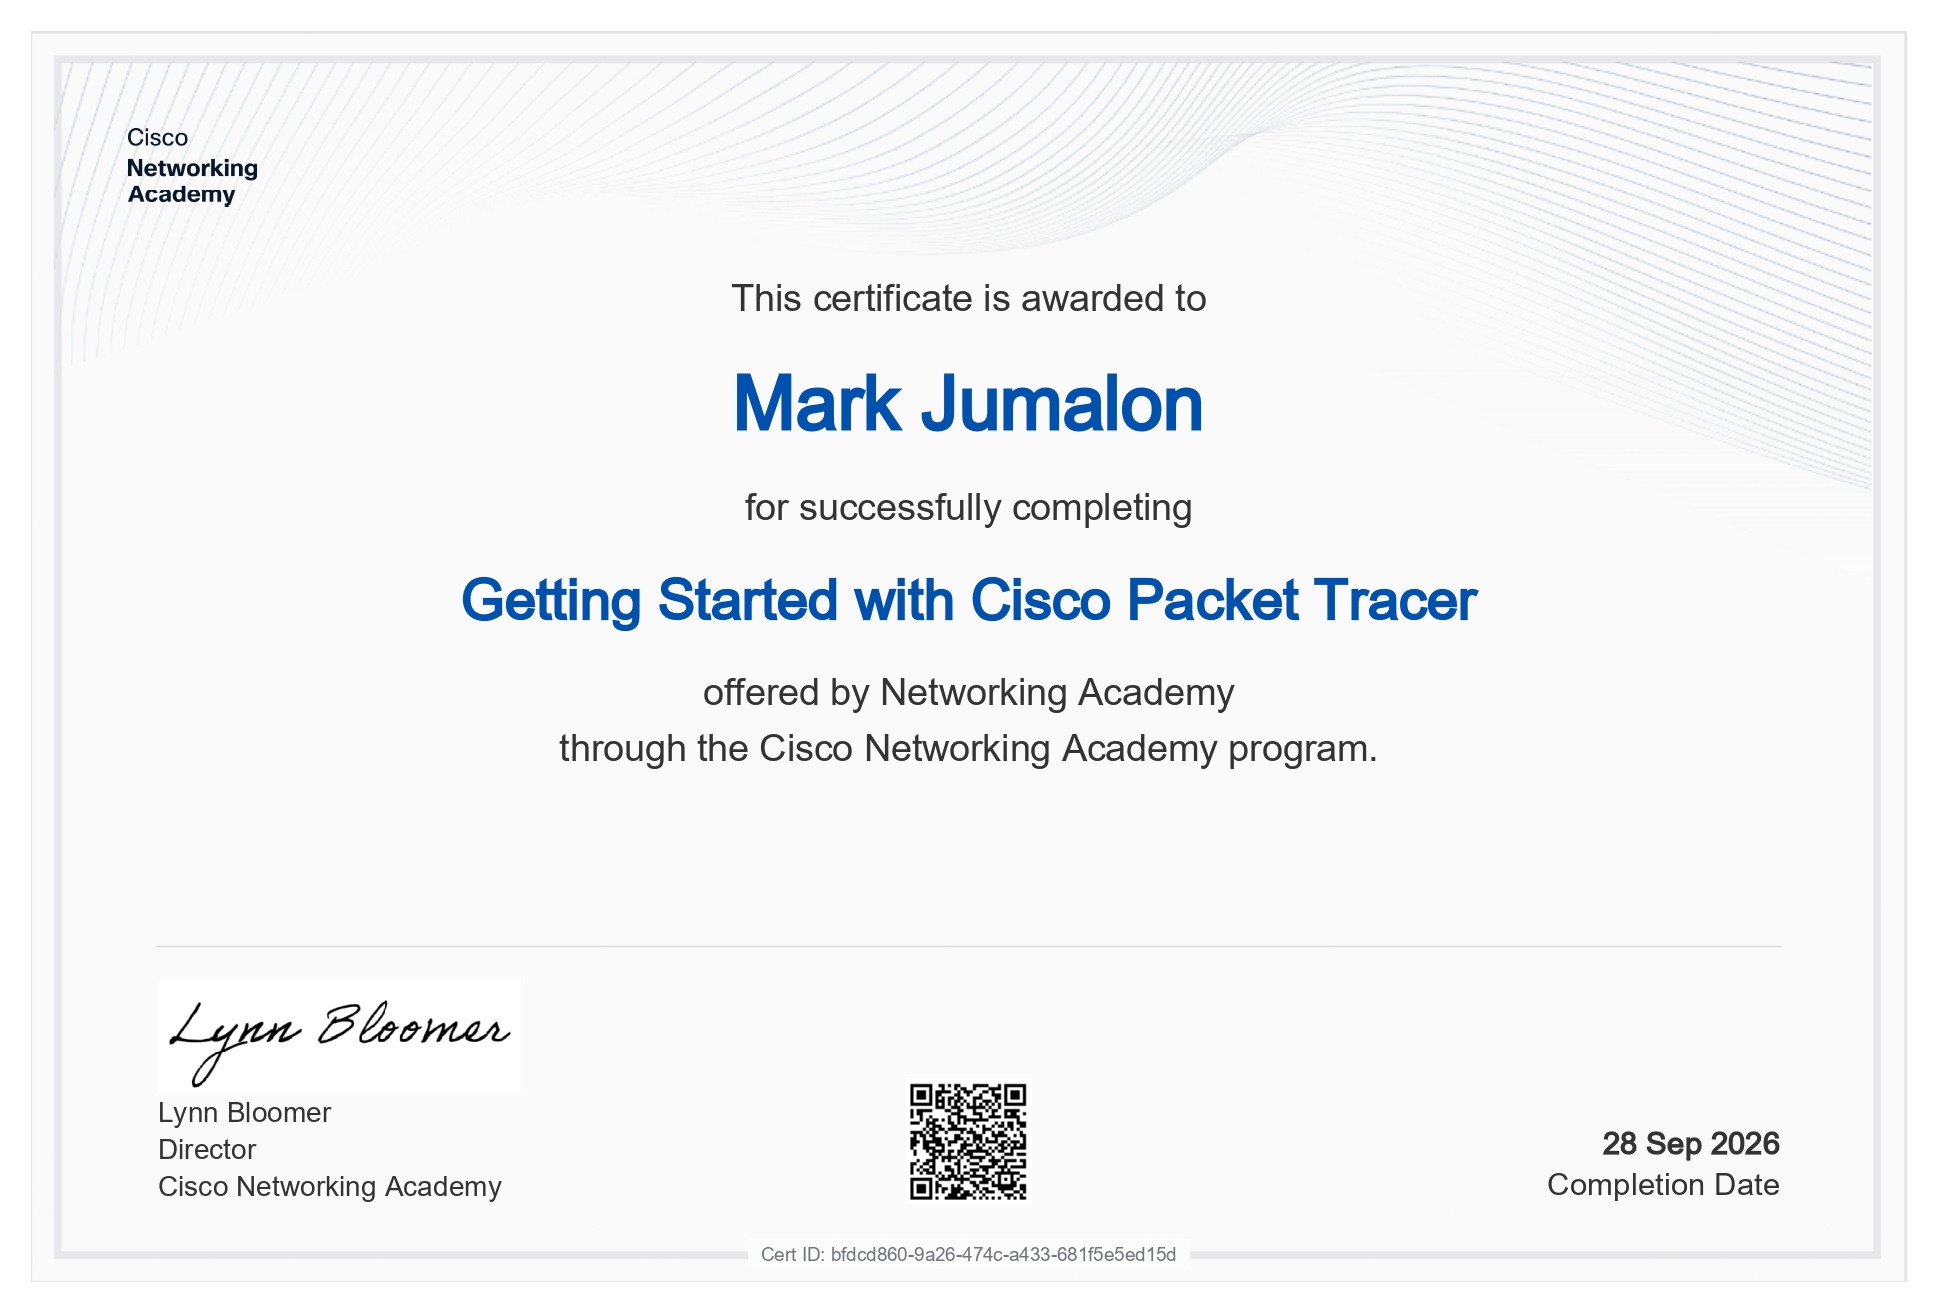 Cisco
Networking
Academy
This certificate is awarded to
Mark Jumalon
for successfully completing
Getting Started with Cisco Packet Tracer
offered by Networking Academy
through the Cisco Networking Academy program.
Lynn Bloomer
Lynn Bloomer
Director
Cisco Networking Academy
28 Sep 2026
Completion Date
Cert ID: bfdcd860-9a26-474c-a433-681f5e5ed15d